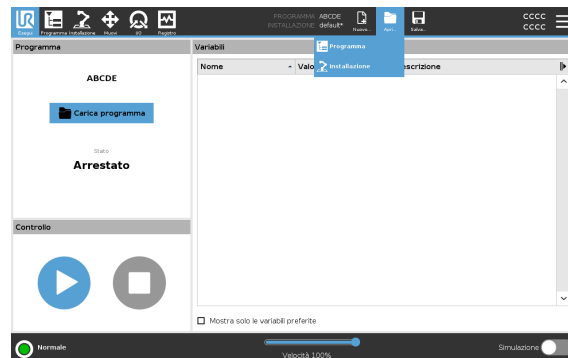 PROGRAMMA ABCDE
INSTALLAZIONE default*
CCCC
CCCC
UR
Esegui Programma Installazione Muovi I/O Registro
Nuovo... Apri... Salva...
Programma
Installazione
Programma
ABCDE
Carica programma
Stato
Arrestato
Controllo
Variabili
Nome Valo escrizione
Mostra solo le variabili preferite
Normale
Velocità 100%
Simulazione